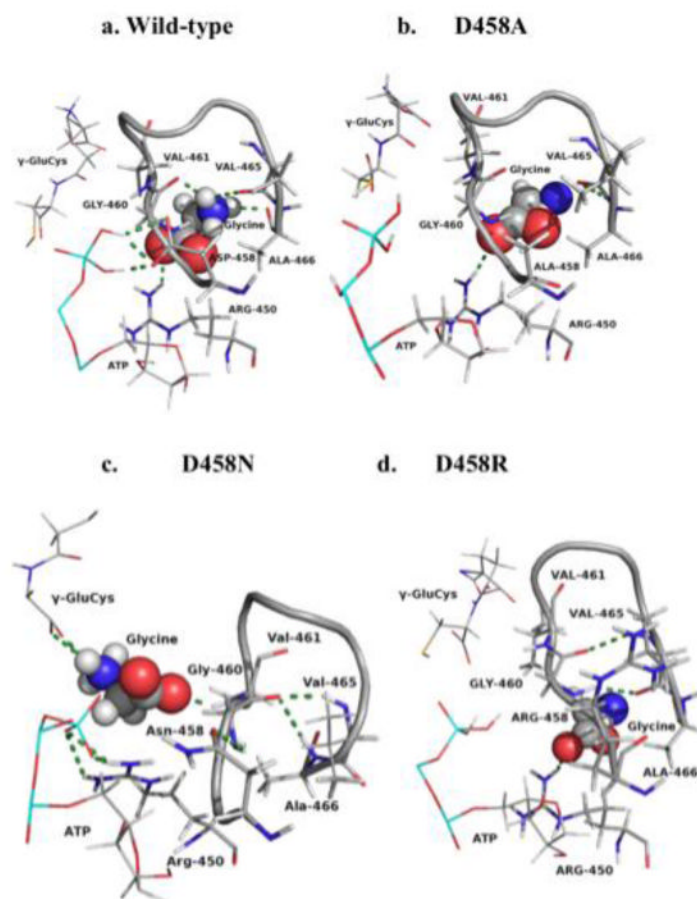 a. Wild-type
b. D458A
VAL-461
γ-GluCys
VAL-461
VAL-465
GLY-460
Glycine
ASP-458
ALA-466
ARG-450
ATP
γ-GluCys
Glycine
VAL-465
GLY-460
ALA-458
ALA-466
ARG-450
ATP
c. D458N
d. D458R
γ-GluCys
Glycine
Val-461
Gly-460
Val-465
Asn-458
Ala-466
ATP
Arg-450
VAL-461
γ-GluCys
VAL-465
GLY-460
ARG-458
Glycine
ALA-466
ATP
ARG-450